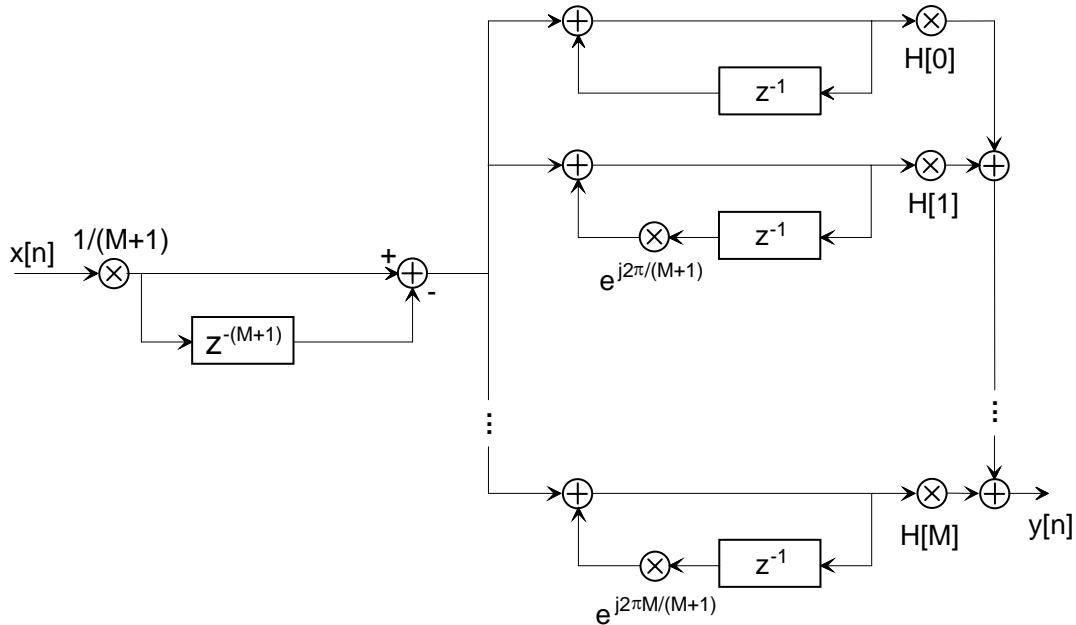 H[0]
z⁻¹
H[1]
z⁻¹
e^j2π/(M+1)
x[n]
1/(M+1)
+
-
z^-(M+1)
⋮
⋮
H[M]
y[n]
z⁻¹
e^j2πM/(M+1)